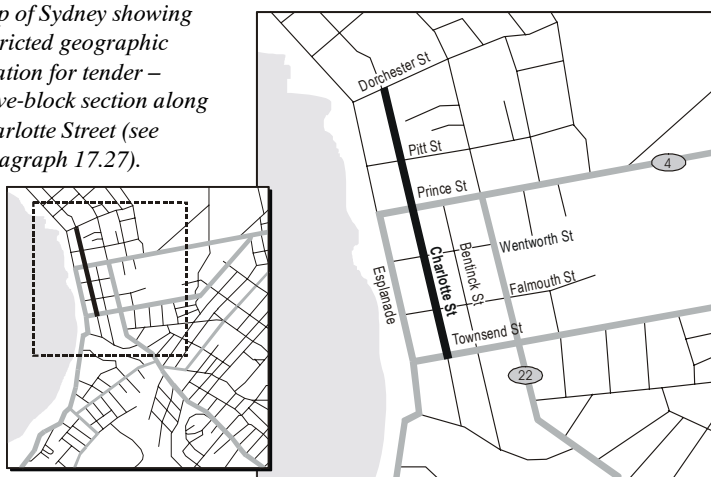 p of Sydney showing
tricted geographic
ation for tender –
ve-block section along
arlotte Street (see
agraph 17.27).
Dorchester St
Pitt St
4
Prince St
Wentworth St
Charlotte St
Bentinck St
Esplanade
Falmouth St
Townsend St
22